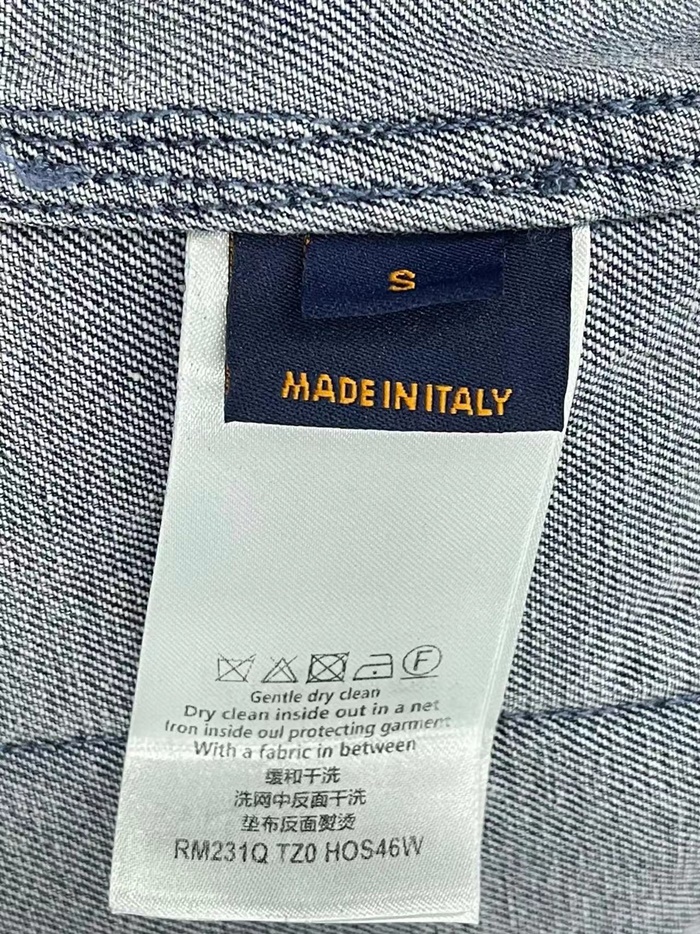 S
MADE IN ITALY
F
Gentle dry clean
Dry clean inside out in a net
Iron inside oul protecting garment
With a fabric in between
缓和干洗
洗网中反面干洗
垫布反面熨烫
RM231Q TZ0 HOS46W